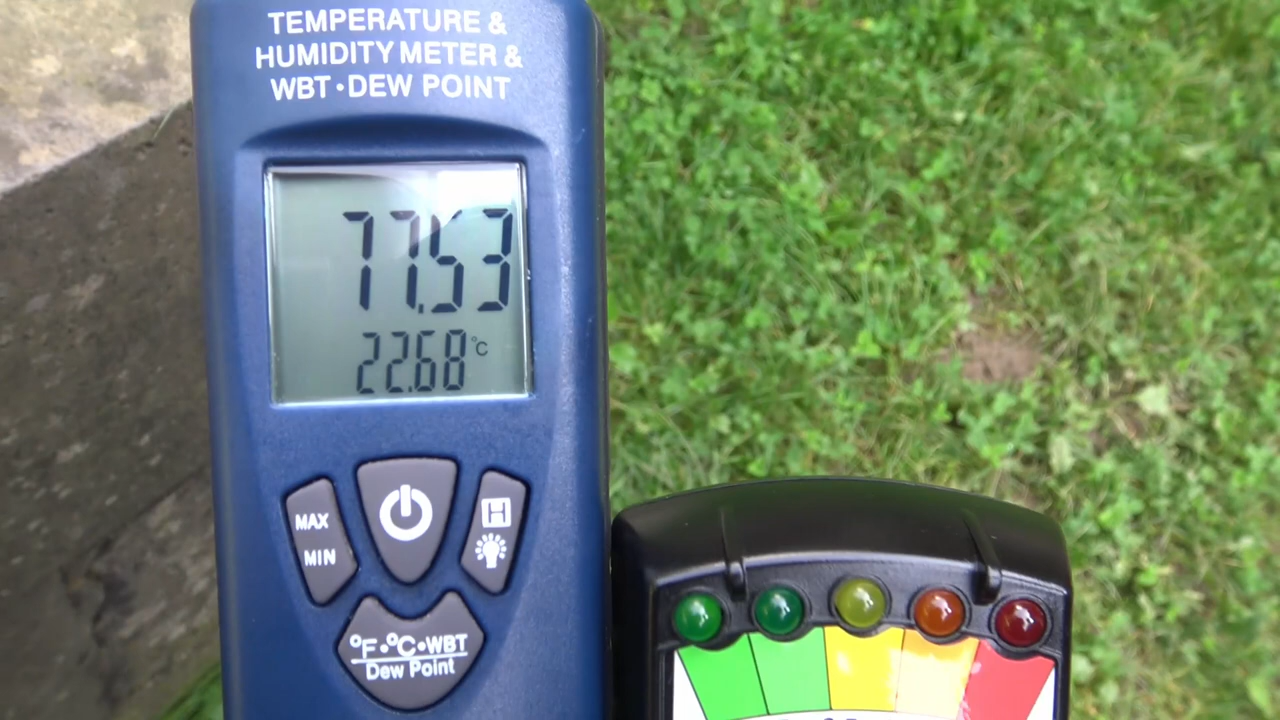 TEMPERATURE &
HUMIDITY METER &
WBT·DEW POINT
77.53
22.68 °C
MAX
MIN
H
°F·°C·WBT
Dew Point